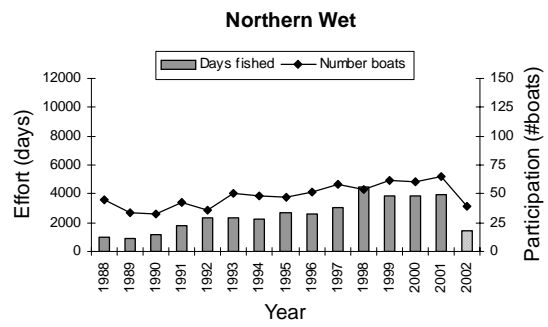 Northern Wet
Days fished Number boats
12000
10000
8000
6000
4000
2000
0
Effort (days)
150
125
100
75
50
25
0
Participation (#boats)
1988 1989 1990 1991 1992 1993 1994 1995 1996 1997 1998 1999 2000 2001 2002
Year